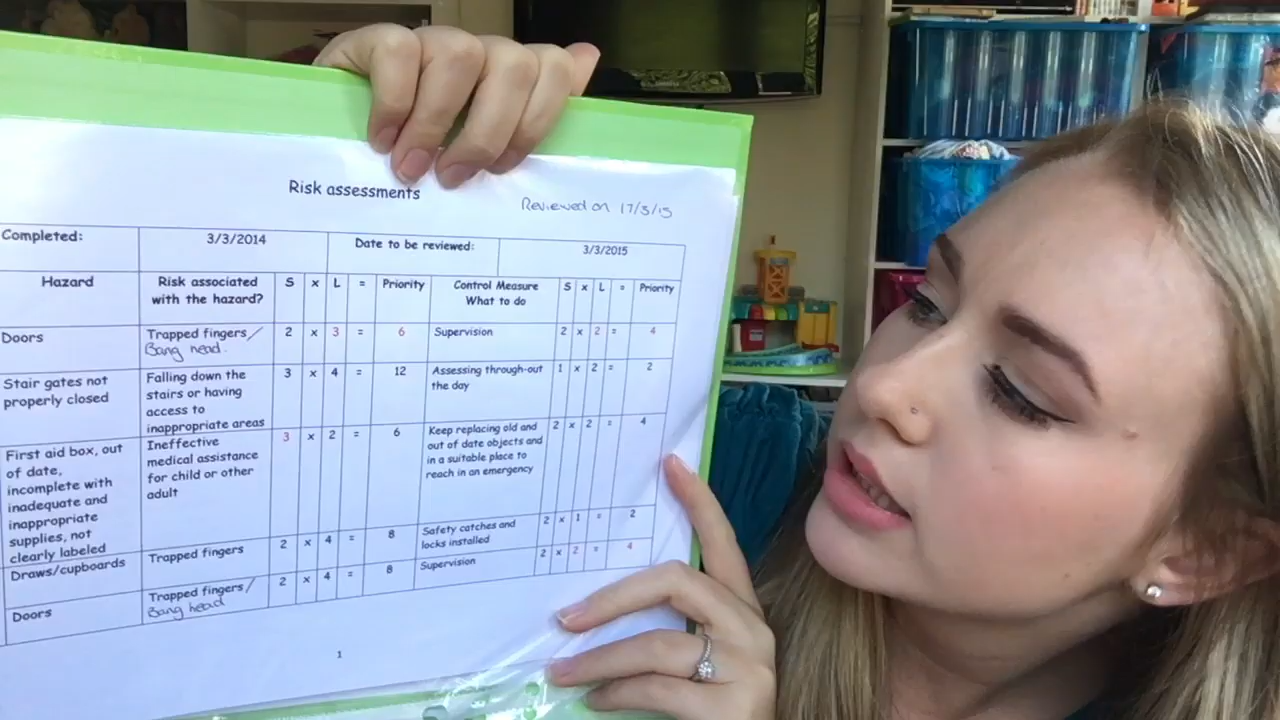 Risk assessments
Reviewed on 17/3/15
Completed: 3/3/2014 Date to be reviewed: 3/3/2015
Hazard Risk associated with the hazard? S x L = Priority Control Measure What to do S x L = Priority
Doors Trapped fingers/ Bang head. 2 x 3 = 6 Supervision 2 x 2 = 4
Stair gates not properly closed Falling down the stairs or having access to inappropriate areas 3 x 4 = 12 Assessing through-out the day 1 x 2 = 2
First aid box, out of date, incomplete with inadequate and inappropriate supplies, not clearly labeled Ineffective medical assistance for child or other adult 3 x 2 = 6 Keep replacing old and out of date objects and in a suitable place to reach in an emergency 2 x 2 = 4
Draws/cupboards Trapped fingers 2 x 4 = 8 Safety catches and locks installed 2 x 1 = 2
Doors Trapped fingers/ Bang head 2 x 4 = 8 Supervision 2 x 2 = 4
1